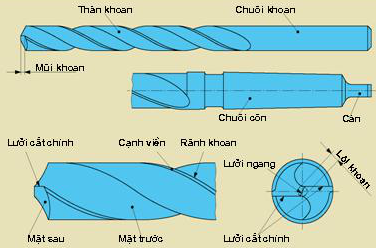 Thân khoan
Chuôi khoan
Mũi khoan
Chuôi côn
Cán
Lưỡi cắt chính
Cạnh viền
Rãnh khoan
Lưỡi ngang
Lõi khoan
Mặt sau
Mặt trước
Lưỡi cắt chính